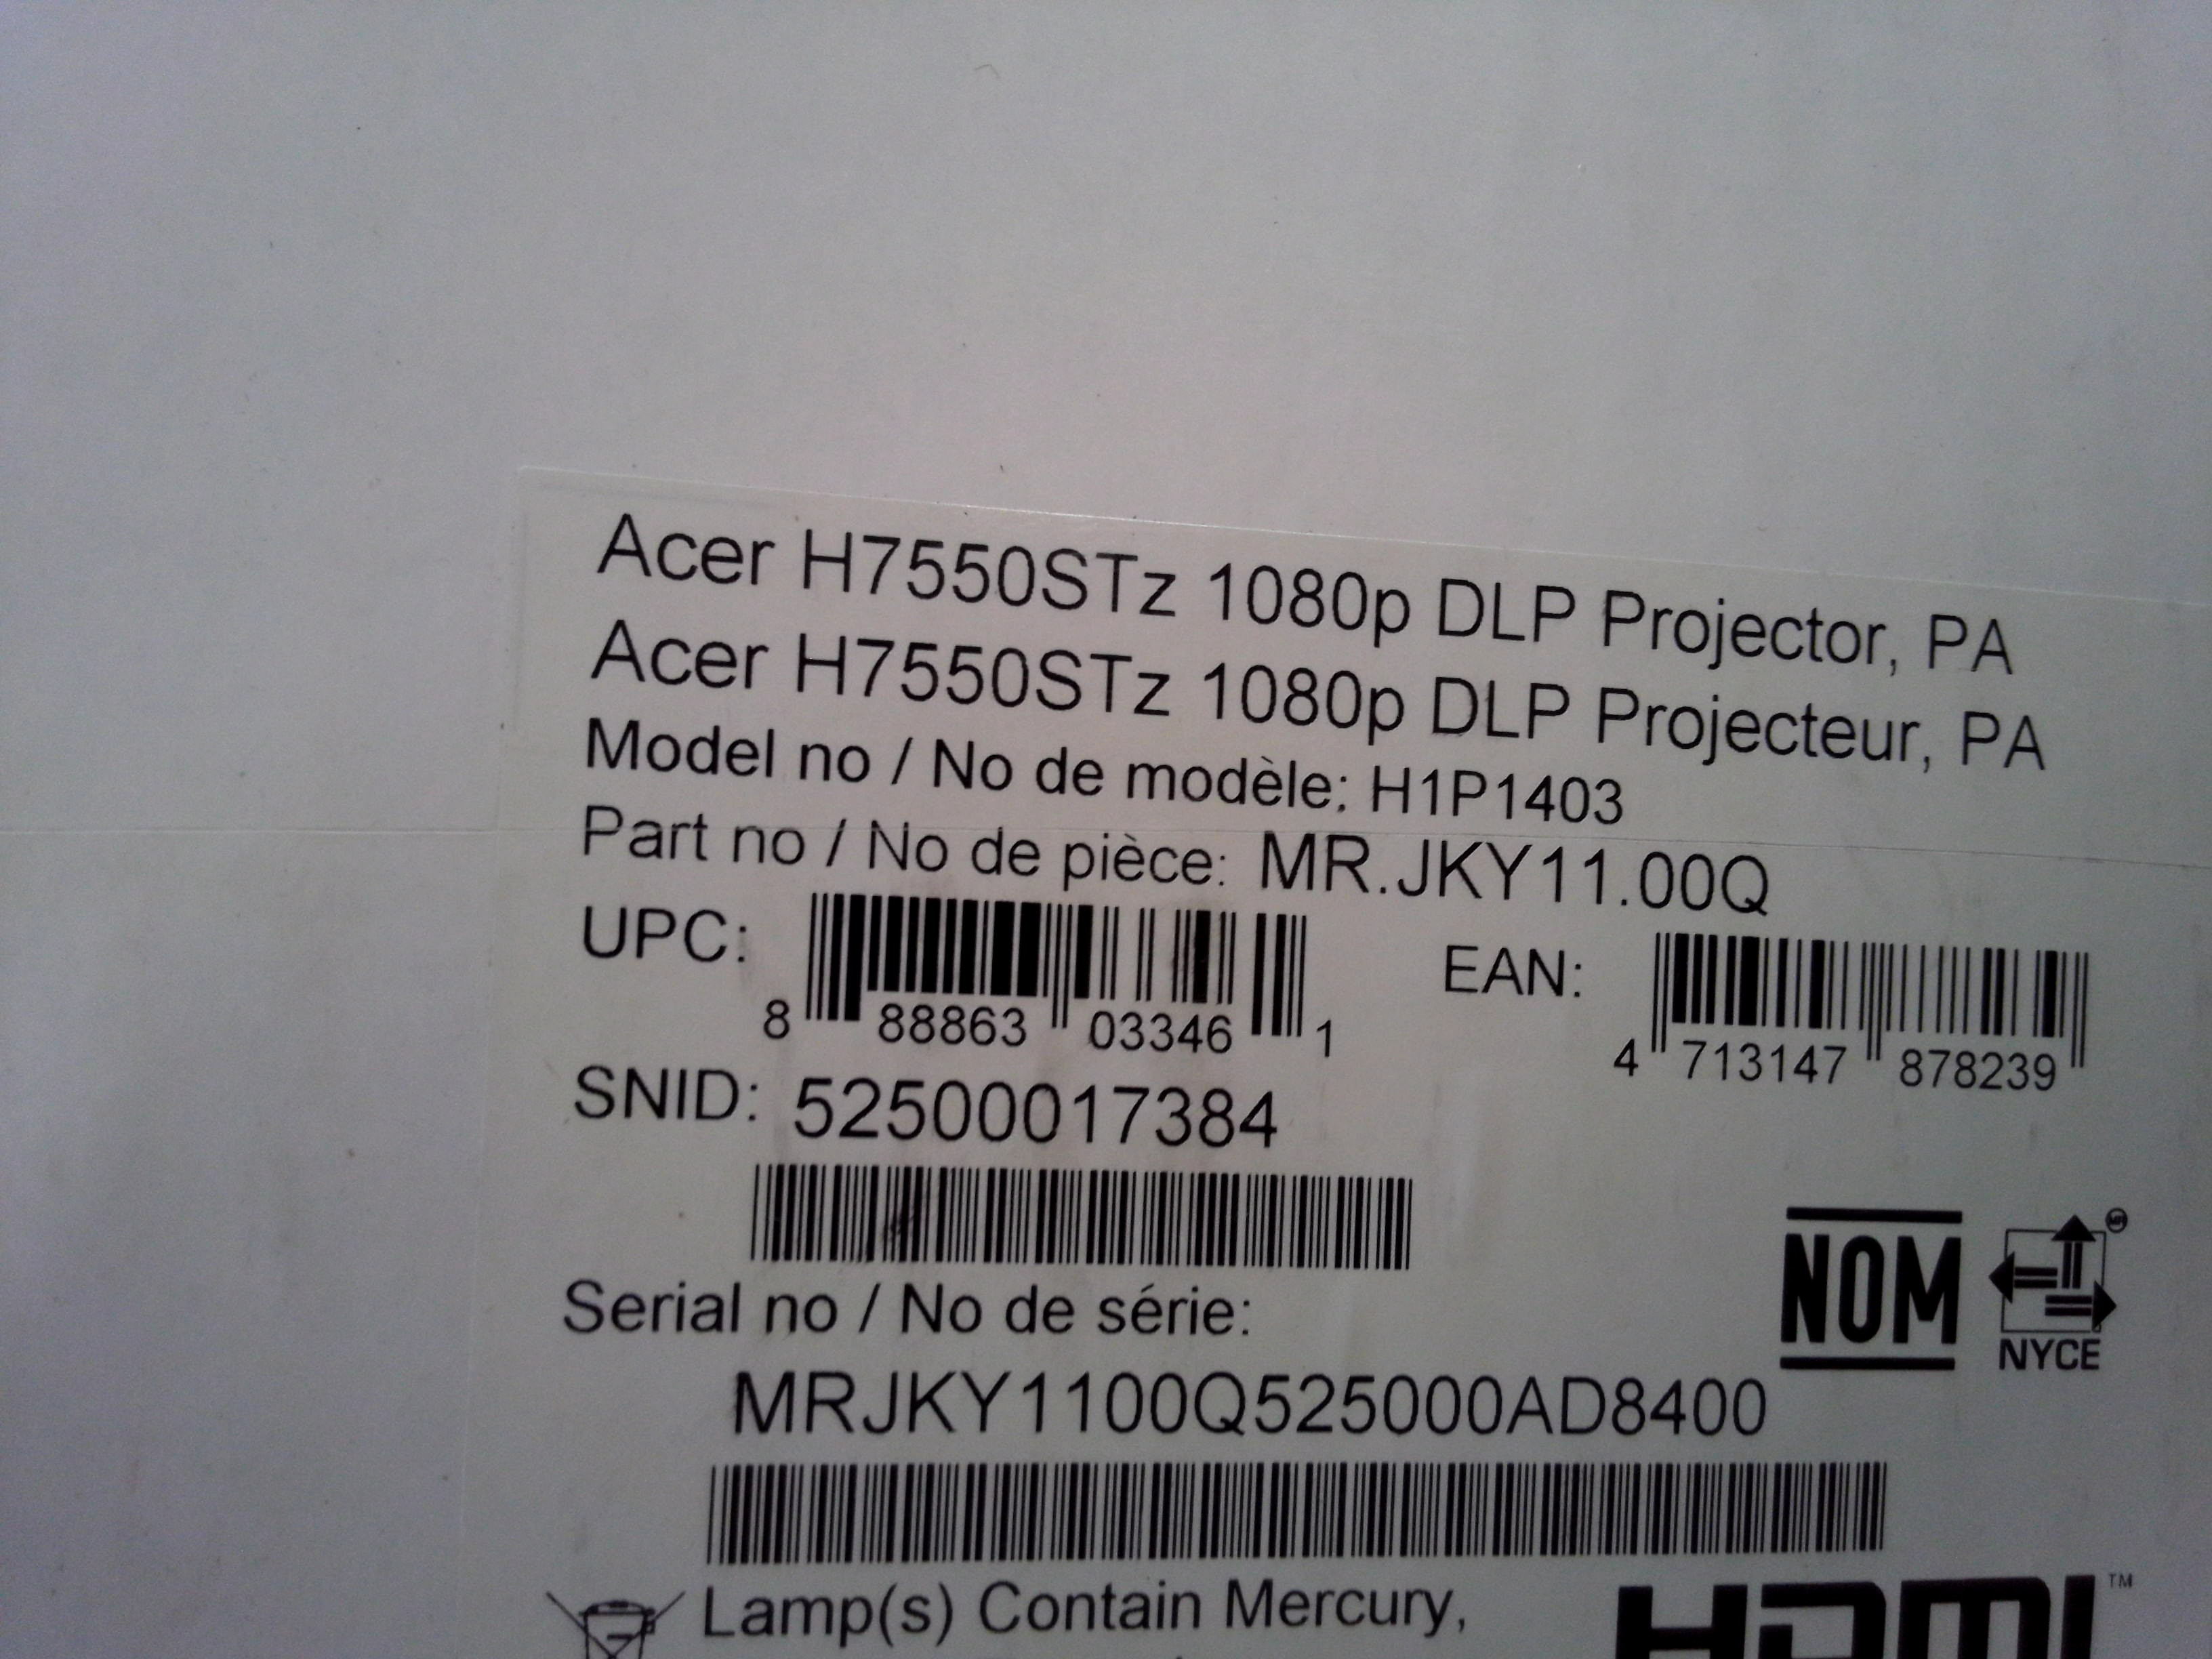 Acer H7550STz 1080p DLP Projector, PA
Acer H7550STz 1080p DLP Projecteur, PA
Model no / No de modèle: H1P1403
Part no / No de pièce: MR.JKY11.00Q
UPC: 8 88863 03346 1 EAN: 4 713147 878239
SNID: 52500017384
Serial no / No de série:
NOM NYCE
MRJKY1100Q525000AD8400
Lamp(s) Contain Mercury,
HDMI™